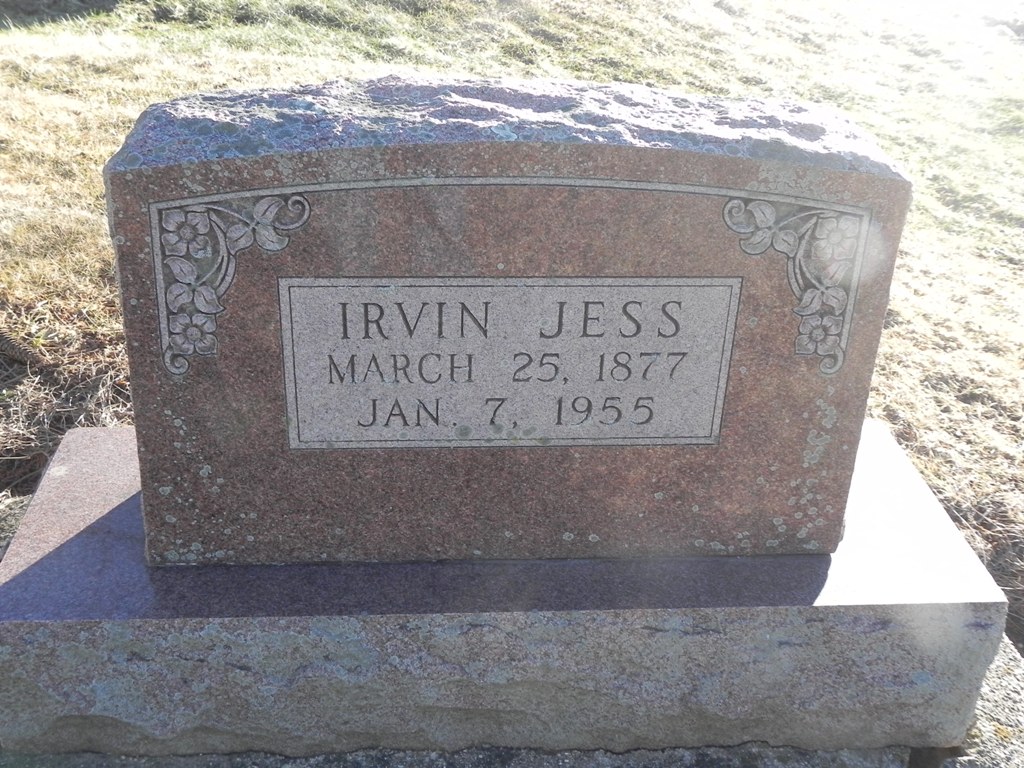 IRVIN JESS
MARCH 25, 1877
JAN. 7, 1955